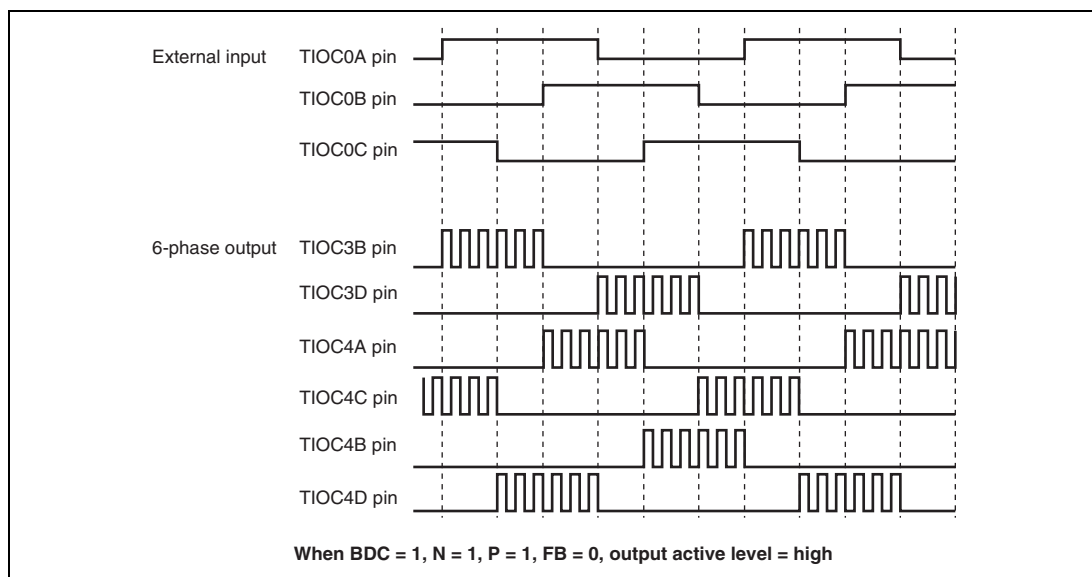 External input TIOC0A pin
TIOC0B pin
TIOC0C pin
6-phase output TIOC3B pin
TIOC3D pin
TIOC4A pin
TIOC4C pin
TIOC4B pin
TIOC4D pin
When BDC = 1, N = 1, P = 1, FB = 0, output active level = high